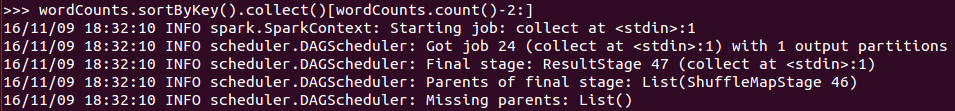 >>> wordCounts.sortByKey().collect()[wordCounts.count()-2:]
16/11/09 18:32:10 INFO spark.SparkContext: Starting job: collect at <stdin>:1
16/11/09 18:32:10 INFO scheduler.DAGScheduler: Got job 24 (collect at <stdin>:1) with 1 output partitions
16/11/09 18:32:10 INFO scheduler.DAGScheduler: Final stage: ResultStage 47 (collect at <stdin>:1)
16/11/09 18:32:10 INFO scheduler.DAGScheduler: Parents of final stage: List(ShuffleMapStage 46)
16/11/09 18:32:10 INFO scheduler.DAGScheduler: Missing parents: List()